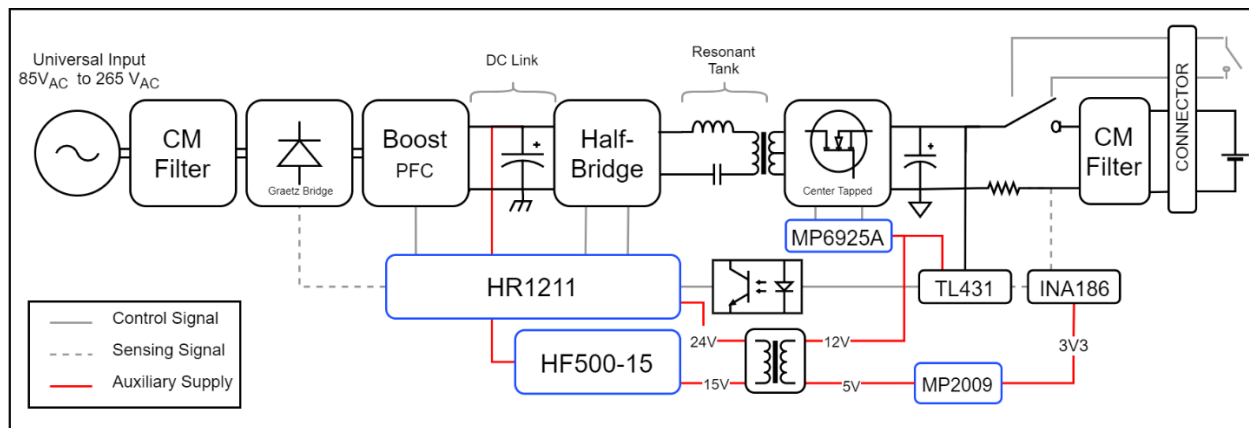 Universal Input
85VAC to 265 VAC
DC Link
Resonant
Tank
CM
Filter
Graetz Bridge
Boost
PFC
+
Half-
Bridge
Center Tapped
+
CM
Filter
CONNECTOR
MP6925A
HR1211
TL431
INA186
Control Signal
Sensing Signal
Auxiliary Supply
HF500-15
24V
12V
3V3
15V
5V
MP2009